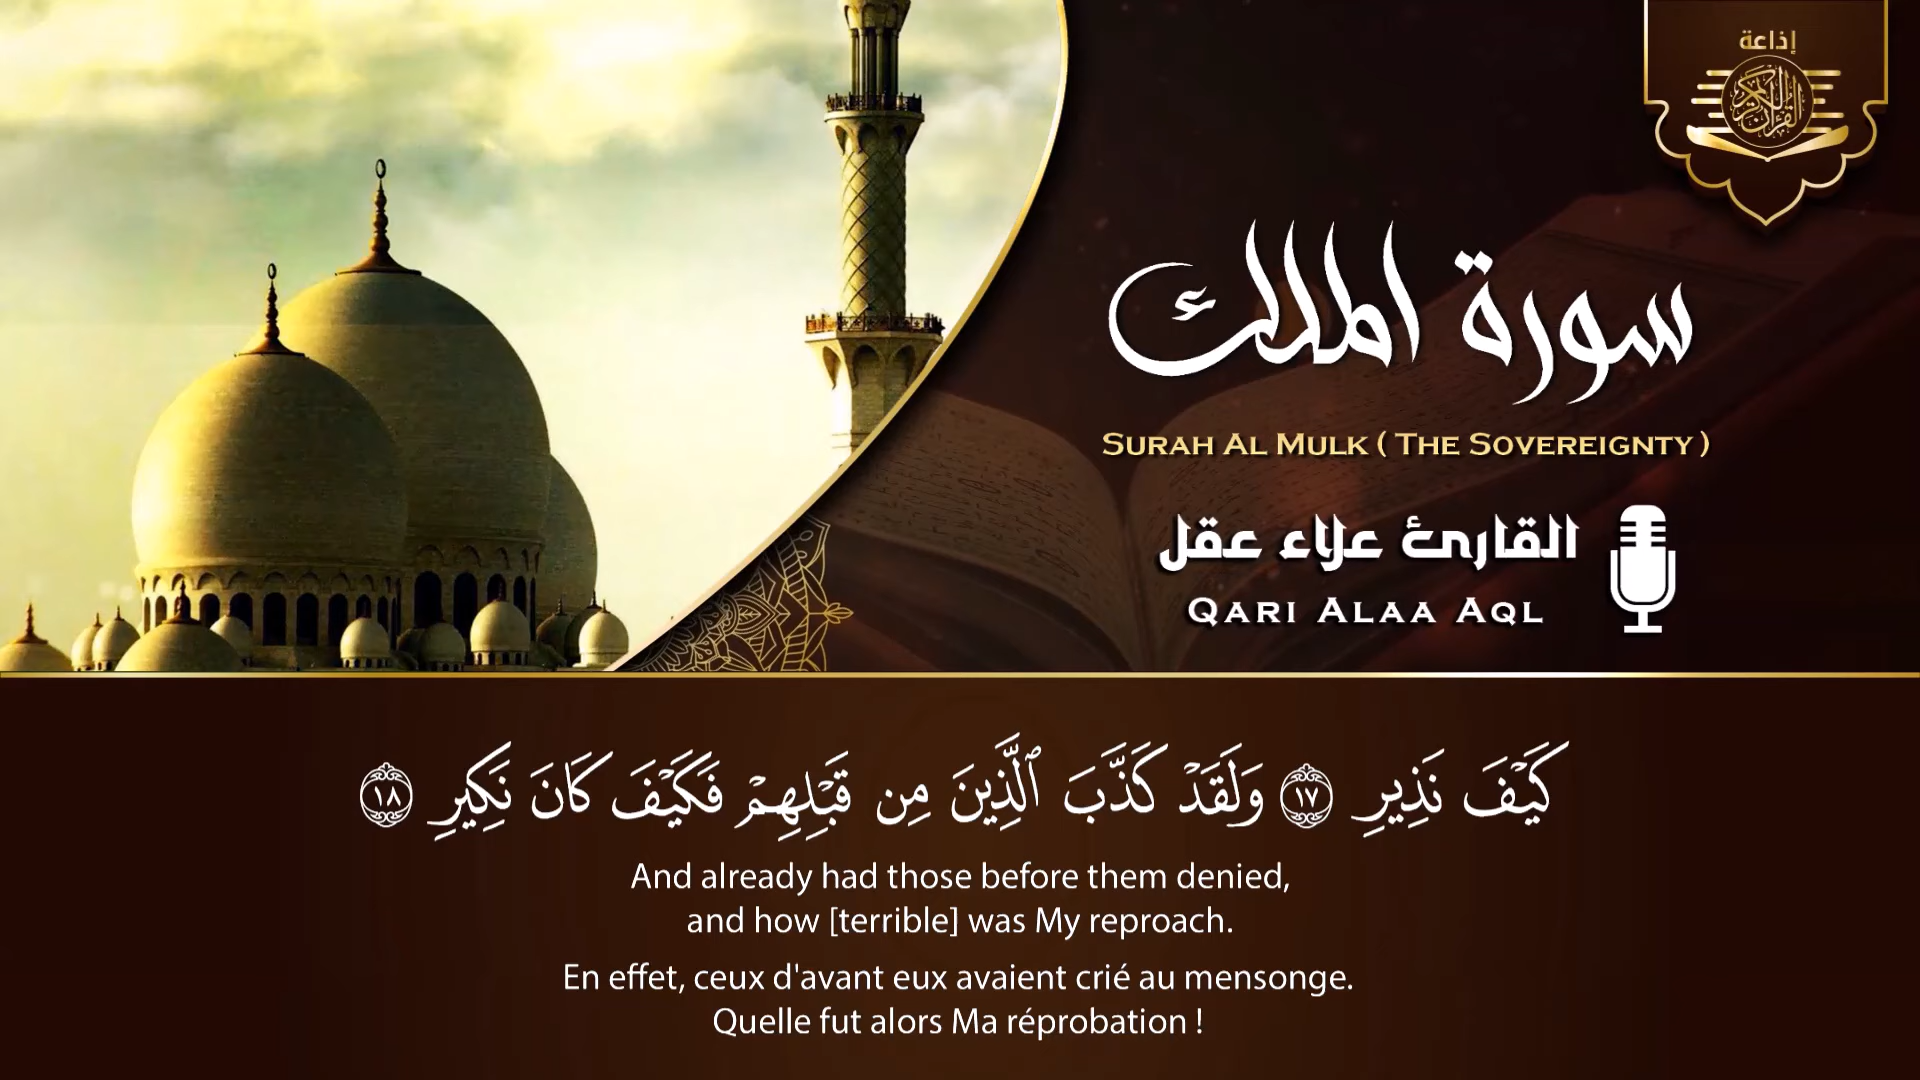 إذاعة
القرآن الكريم
سورة الملك
SURAH AL MULK ( THE SOVEREIGNTY )
القارئ علاء عقل
QARI ALAA AQL
كَيْفَ نَذِيرِ ١٧ وَلَقَدْ كَذَّبَ ٱلَّذِينَ مِن قَبْلِهِمْ فَكَيْفَ كَانَ نَكِيرِ ١٨
And already had those before them denied,
and how [terrible] was My reproach.
En effet, ceux d'avant eux avaient crié au mensonge.
Quelle fut alors Ma réprobation !